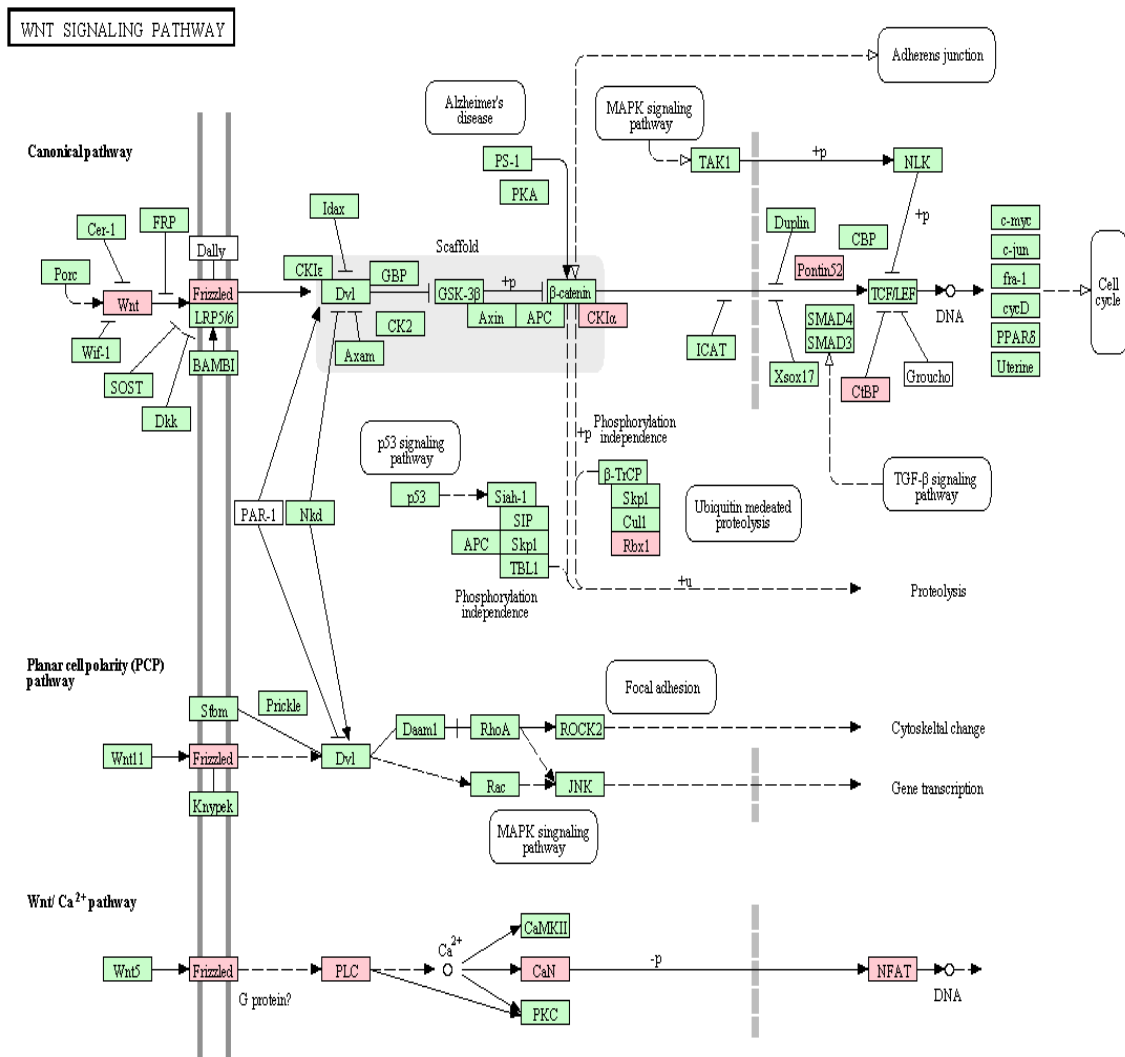 WNT SIGNALING PATHWAY
Adherens junction
Alzheimer's
disease
MAPK signaling
pathway
Canonical pathway
PS-1
TAK1
+p
NLK
PKA
Idax
Cer-1
FRP
Duplin
+p
c-myc
CBP
Scaffold
Dally
c-jun
Porc
CKIε
GBP
Pontin52
fra-1
Cell
cycle
Wnt
Frizzled
Dvl
GSK-3β
+p
β-catenin
TCF/LEF
DNA
LRP5/6
Axin
APC
CKIα
cycD
CK2
SMAD4
SMAD3
PPARδ
Wif-1
BAMBI
Axam
ICAT
Uterine
SOST
Xsox17
CtBP
Groucho
Dkk
+p
Phosphorylation
independence
p53 signaling
pathway
β-TrCP
TGF-β signaling
pathway
p53
Siah-1
Skp1
Ubiquitin medeated
proteolysis
PAR-1
Nkd
SIP
Cul1
APC
Skp1
Rbx1
TBL1
+u
Proteolysis
Phosphorylation
independence
Planar cell polarity (PCP)
pathway
Focal adhesion
Stbm
Prickle
Daam1
RhoA
ROCK2
Cytoskeltal change
Wnt11
Frizzled
Dvl
Rac
JNK
Gene transcription
Knypek
MAPK singnaling
pathway
Wnt/ Ca2+ pathway
CaMKII
Ca2+
Wnt5
Frizzled
PLC
CaN
-p
NFAT
G protein?
DNA
PKC